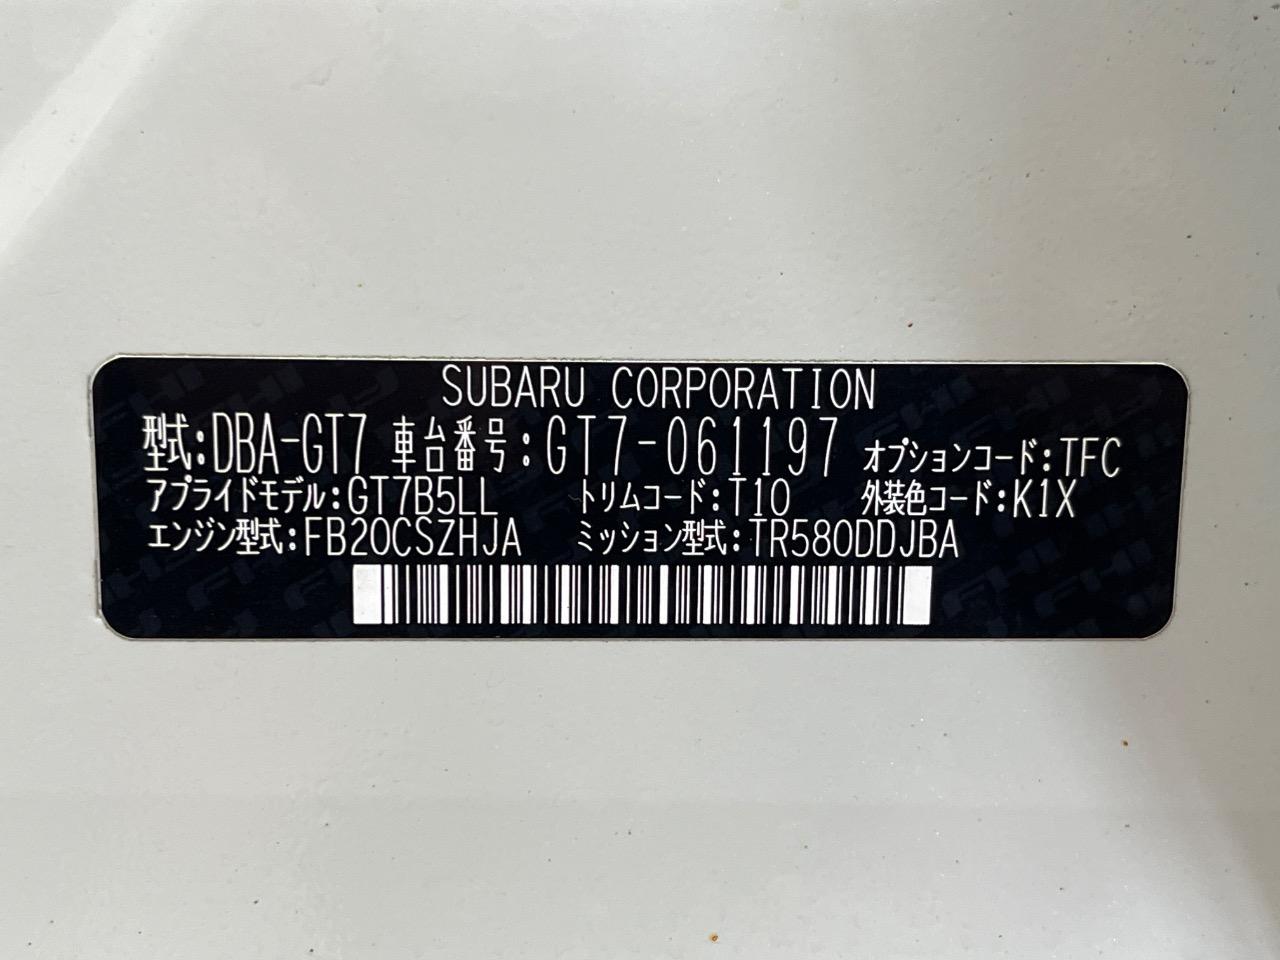 SUBARU CORPORATION
型式:DBA-GT7 車台番号:GT7-061197 オプションコード:TFC
アプライドモデル:GT7B5LL トリムコード:T10 外装色コード:K1X
エンジン型式:FB20CSZHJA ミッション型式:TR580DDJBA